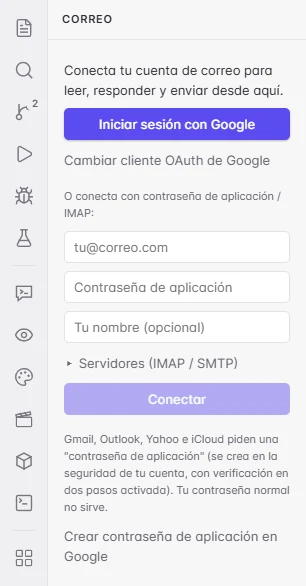 CORREO
Conecta tu cuenta de correo para
leer, responder y enviar desde aquí.
Iniciar sesión con Google
Cambiar cliente OAuth de Google
O conecta con contraseña de aplicación /
IMAP:
tu@correo.com
Contraseña de aplicación
Tu nombre (opcional)
Servidores (IMAP / SMTP)
Conectar
Gmail, Outlook, Yahoo e iCloud piden una
"contraseña de aplicación" (se crea en la
seguridad de tu cuenta, con verificación en
dos pasos activada). Tu contraseña normal
no sirve.
Crear contraseña de aplicación en
Google
2